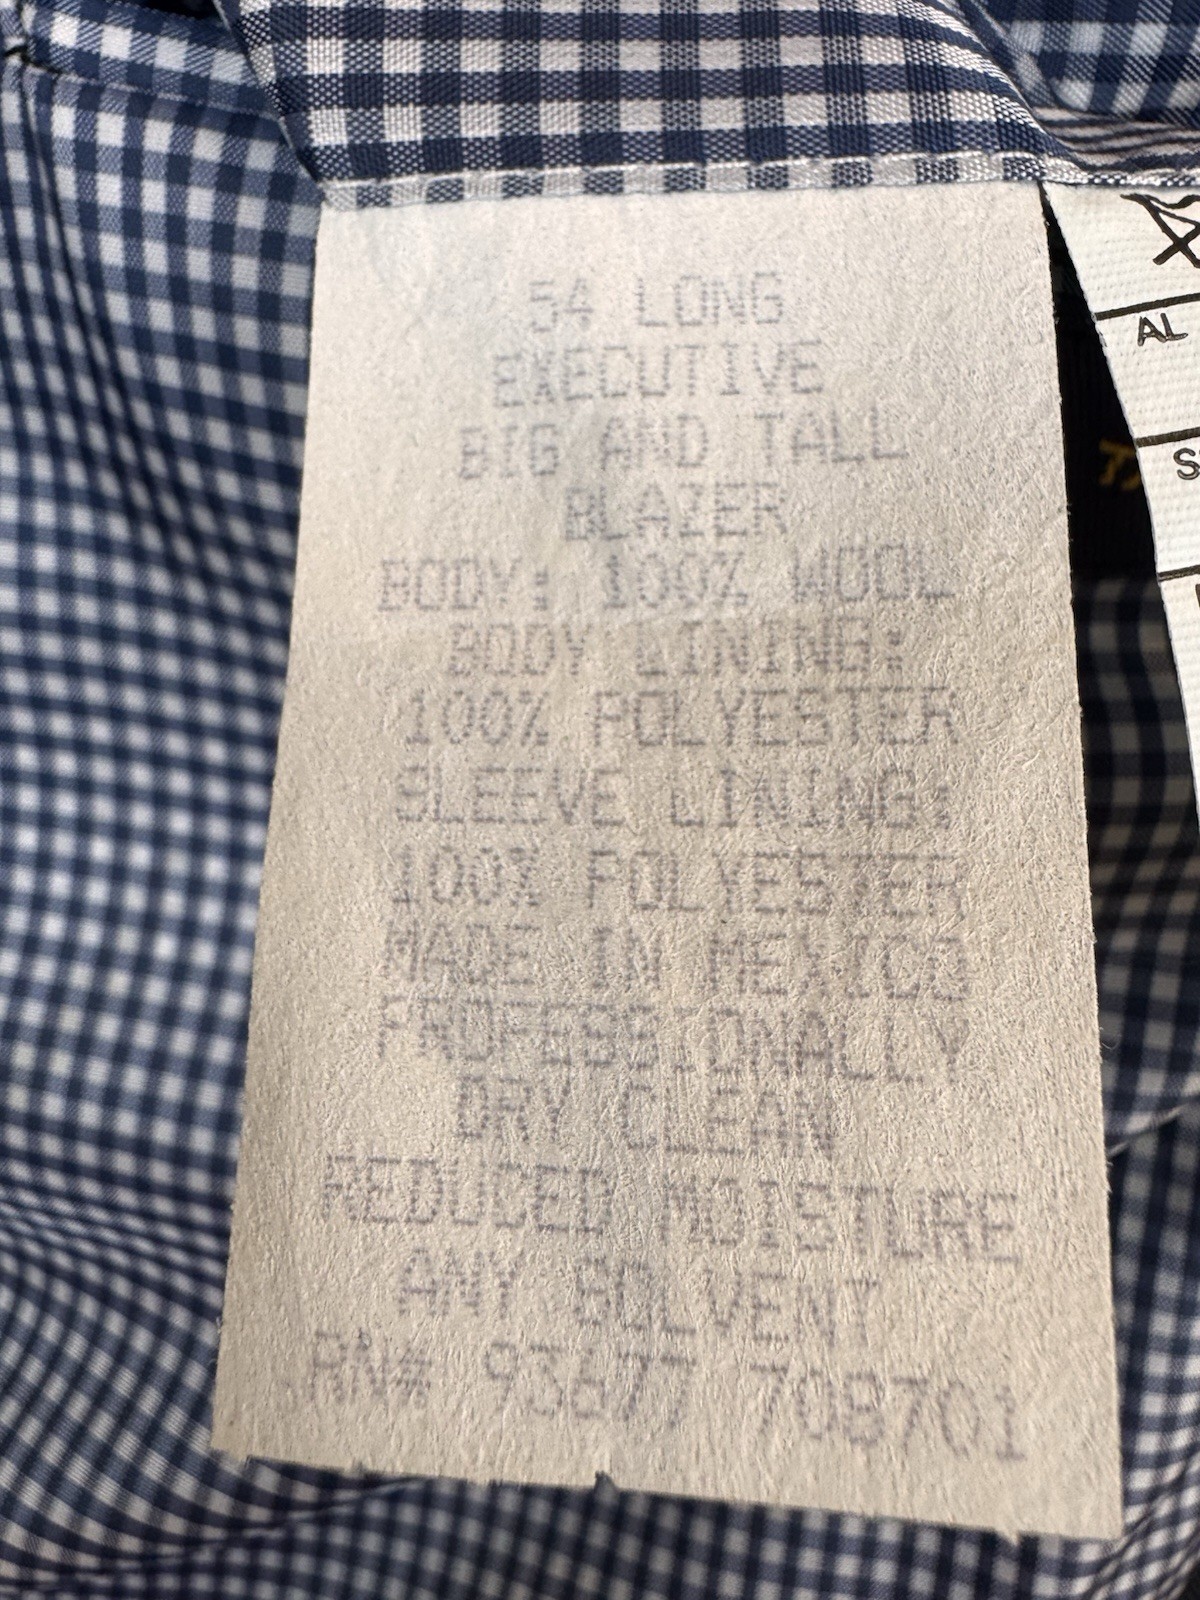 54 LONG
EXECUTIVE
BIG AND TALL
BLAZER
BODY: 100% WOOL
BODY LINING:
100% POLYESTER
SLEEVE LINING:
100% POLYESTER
MADE IN MEXICO
PROFESSIONALLY
DRY CLEAN
REDUCED MOISTURE
ANY SOLVENT
RN# 93677 708701
AL